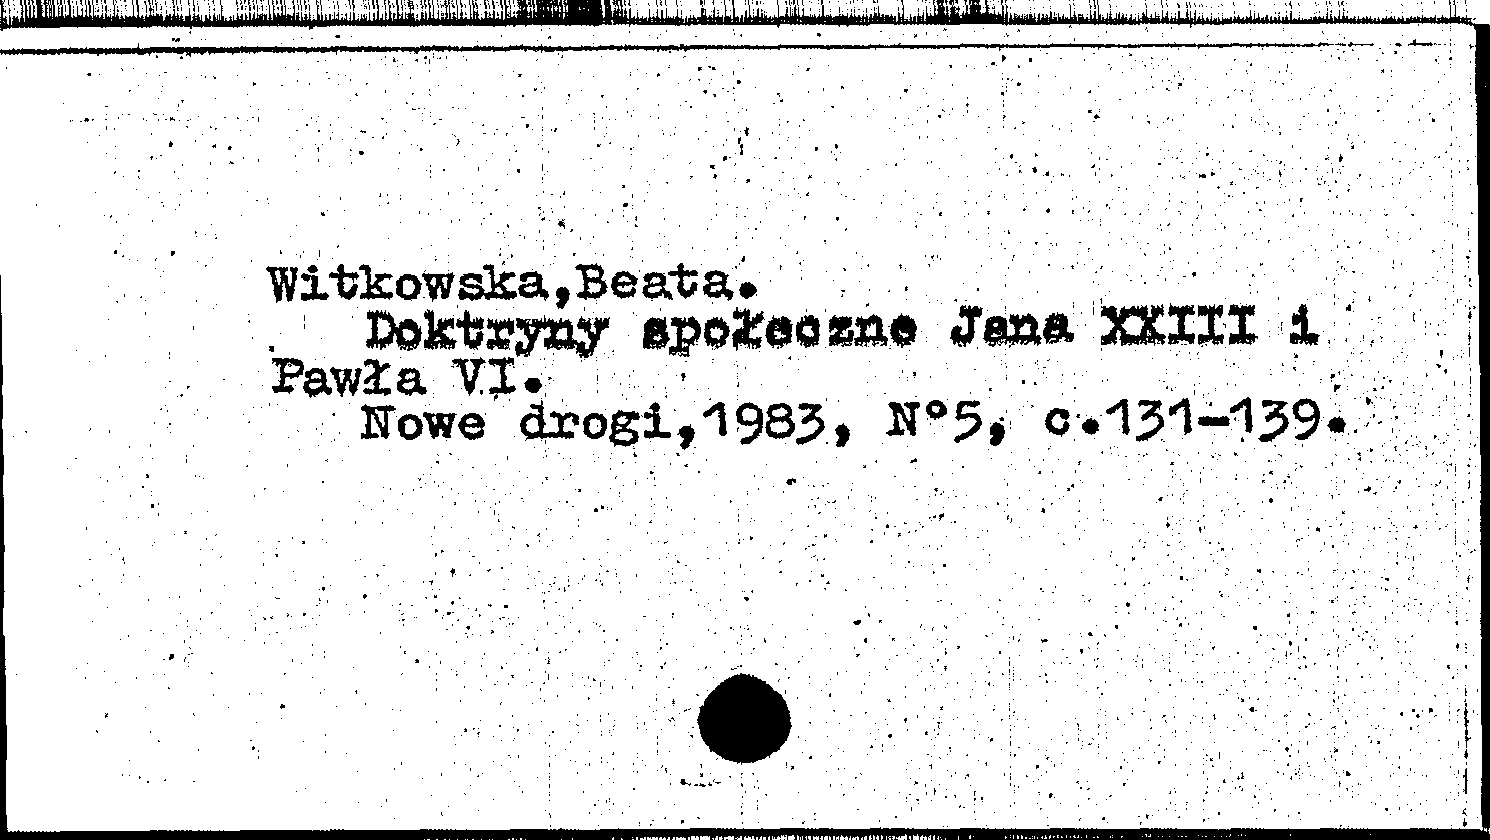 Witkowska,Beata.
Doktryny społeczne Jana XXIII i
Pawła VI.
Nowe drogi,1983, N°5, c.131-139.